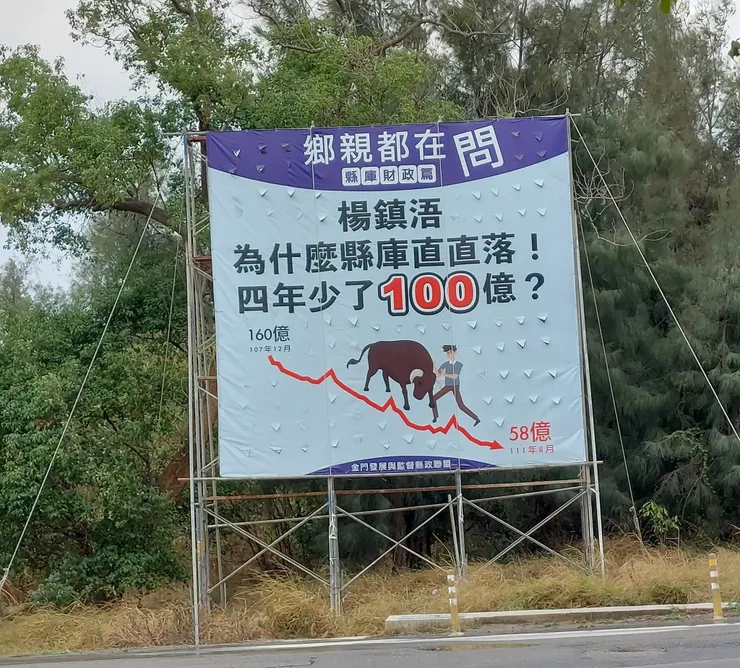 鄉親都在問
縣庫財政篇
楊鎮浯
為什麼縣庫直直落！
四年少了100億？
160億
107年12月
58億
111年8月
金門發展與監督縣政聯盟